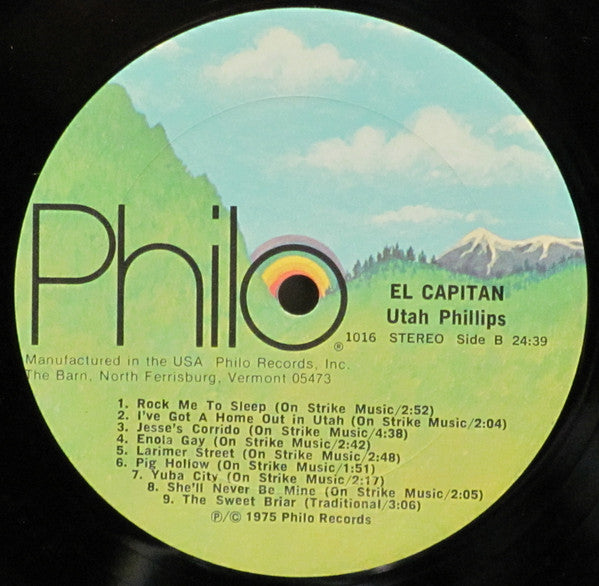 Philo®
EL CAPITAN
Utah Phillips
1016 STEREO Side B 24:39
Manufactured in the USA Philo Records, Inc.
The Barn, North Ferrisburg, Vermont 05473
1. Rock Me To Sleep (On Strike Music/2:52)
2. I've Got A Home Out in Utah (On Strike Music/2:04)
3. Jesse's Corrido (On Strike Music/4:38)
4. Enola Gay (On Strike Music/2:42)
5. Larimer Street (On Strike Music/2:48)
6. Pig Hollow (On Strike Music/1:51)
7. Yuba City (On Strike Music/2:17)
8. She'll Never Be Mine (On Strike Music/2:05)
9. The Sweet Briar (Traditional/3:06)
℗/© 1975 Philo Records